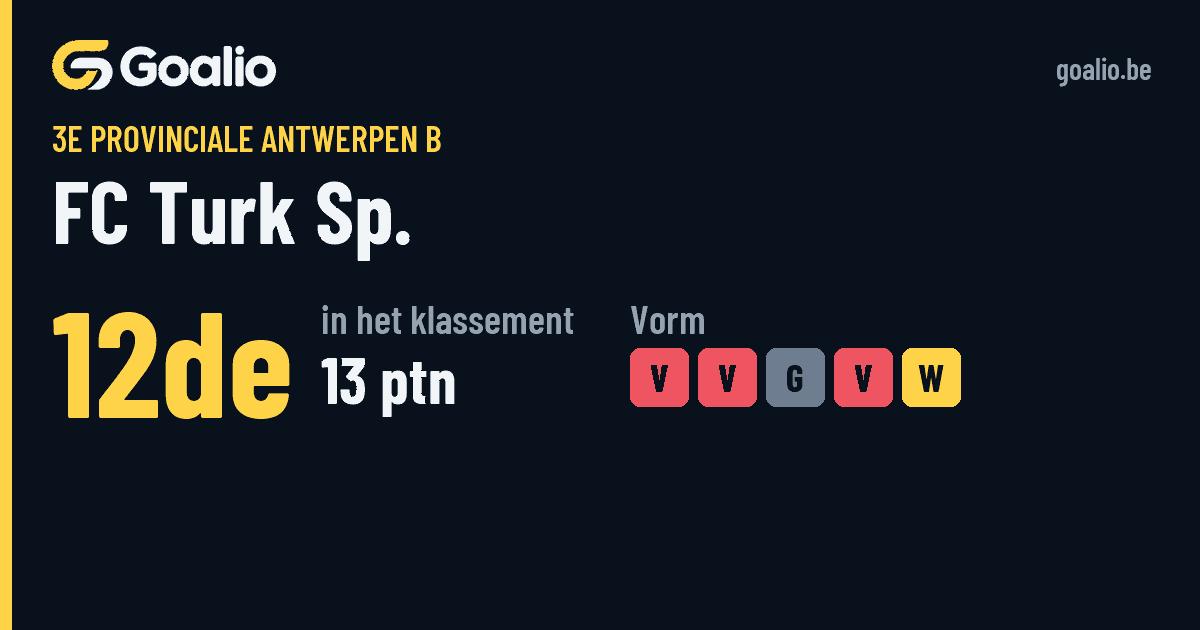 Goalio
goalio.be
3E PROVINCIALE ANTWERPEN B
FC Turk Sp.
12de
in het klassement
13 ptn
Vorm
V V G V W